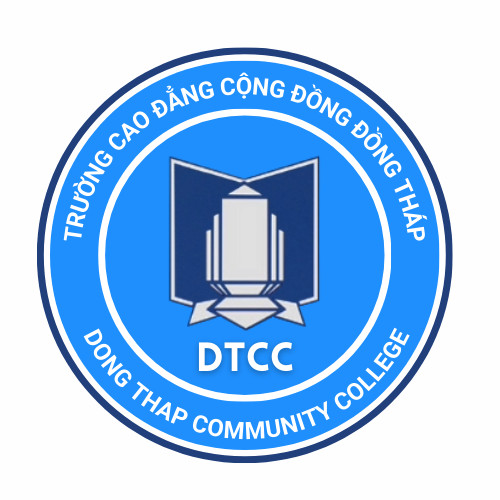 TRƯỜNG CAO ĐẲNG CỘNG ĐỒNG ĐỒNG THÁP
DTCC
DONG THAP COMMUNITY COLLEGE